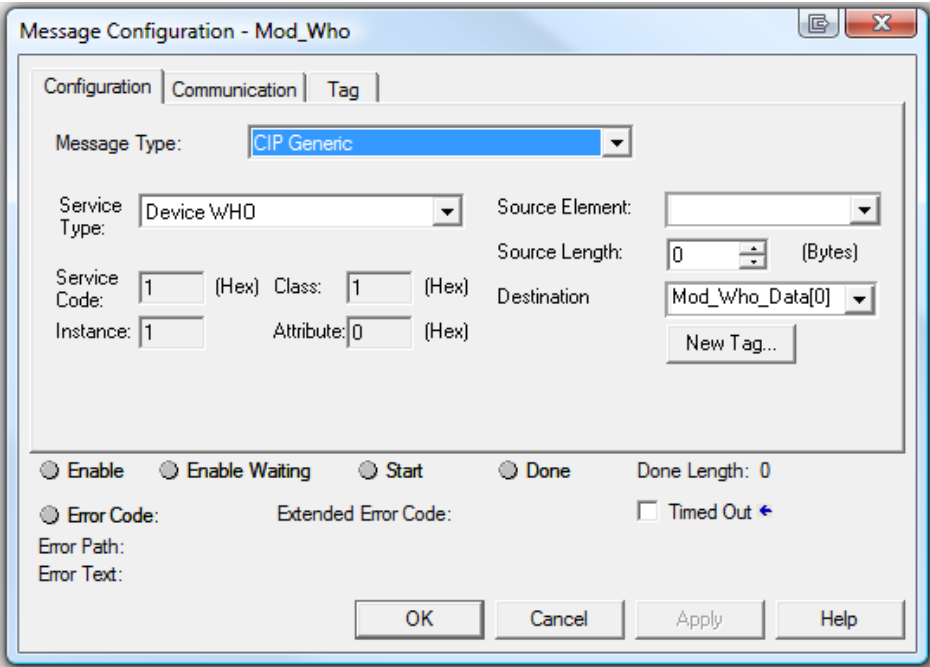 Message Configuration - Mod_Who
Configuration Communication Tag
Message Type: CIP Generic
Service Type: Device WHO
Source Element:
Source Length: 0 (Bytes)
Service Code: 1 (Hex) Class: 1 (Hex)
Destination Mod_Who_Data[0]
Instance: 1 Attribute: 0 (Hex)
New Tag...
Enable Enable Waiting Start Done Done Length: 0
Error Code: Extended Error Code: Timed Out
Error Path:
Error Text:
OK Cancel Apply Help